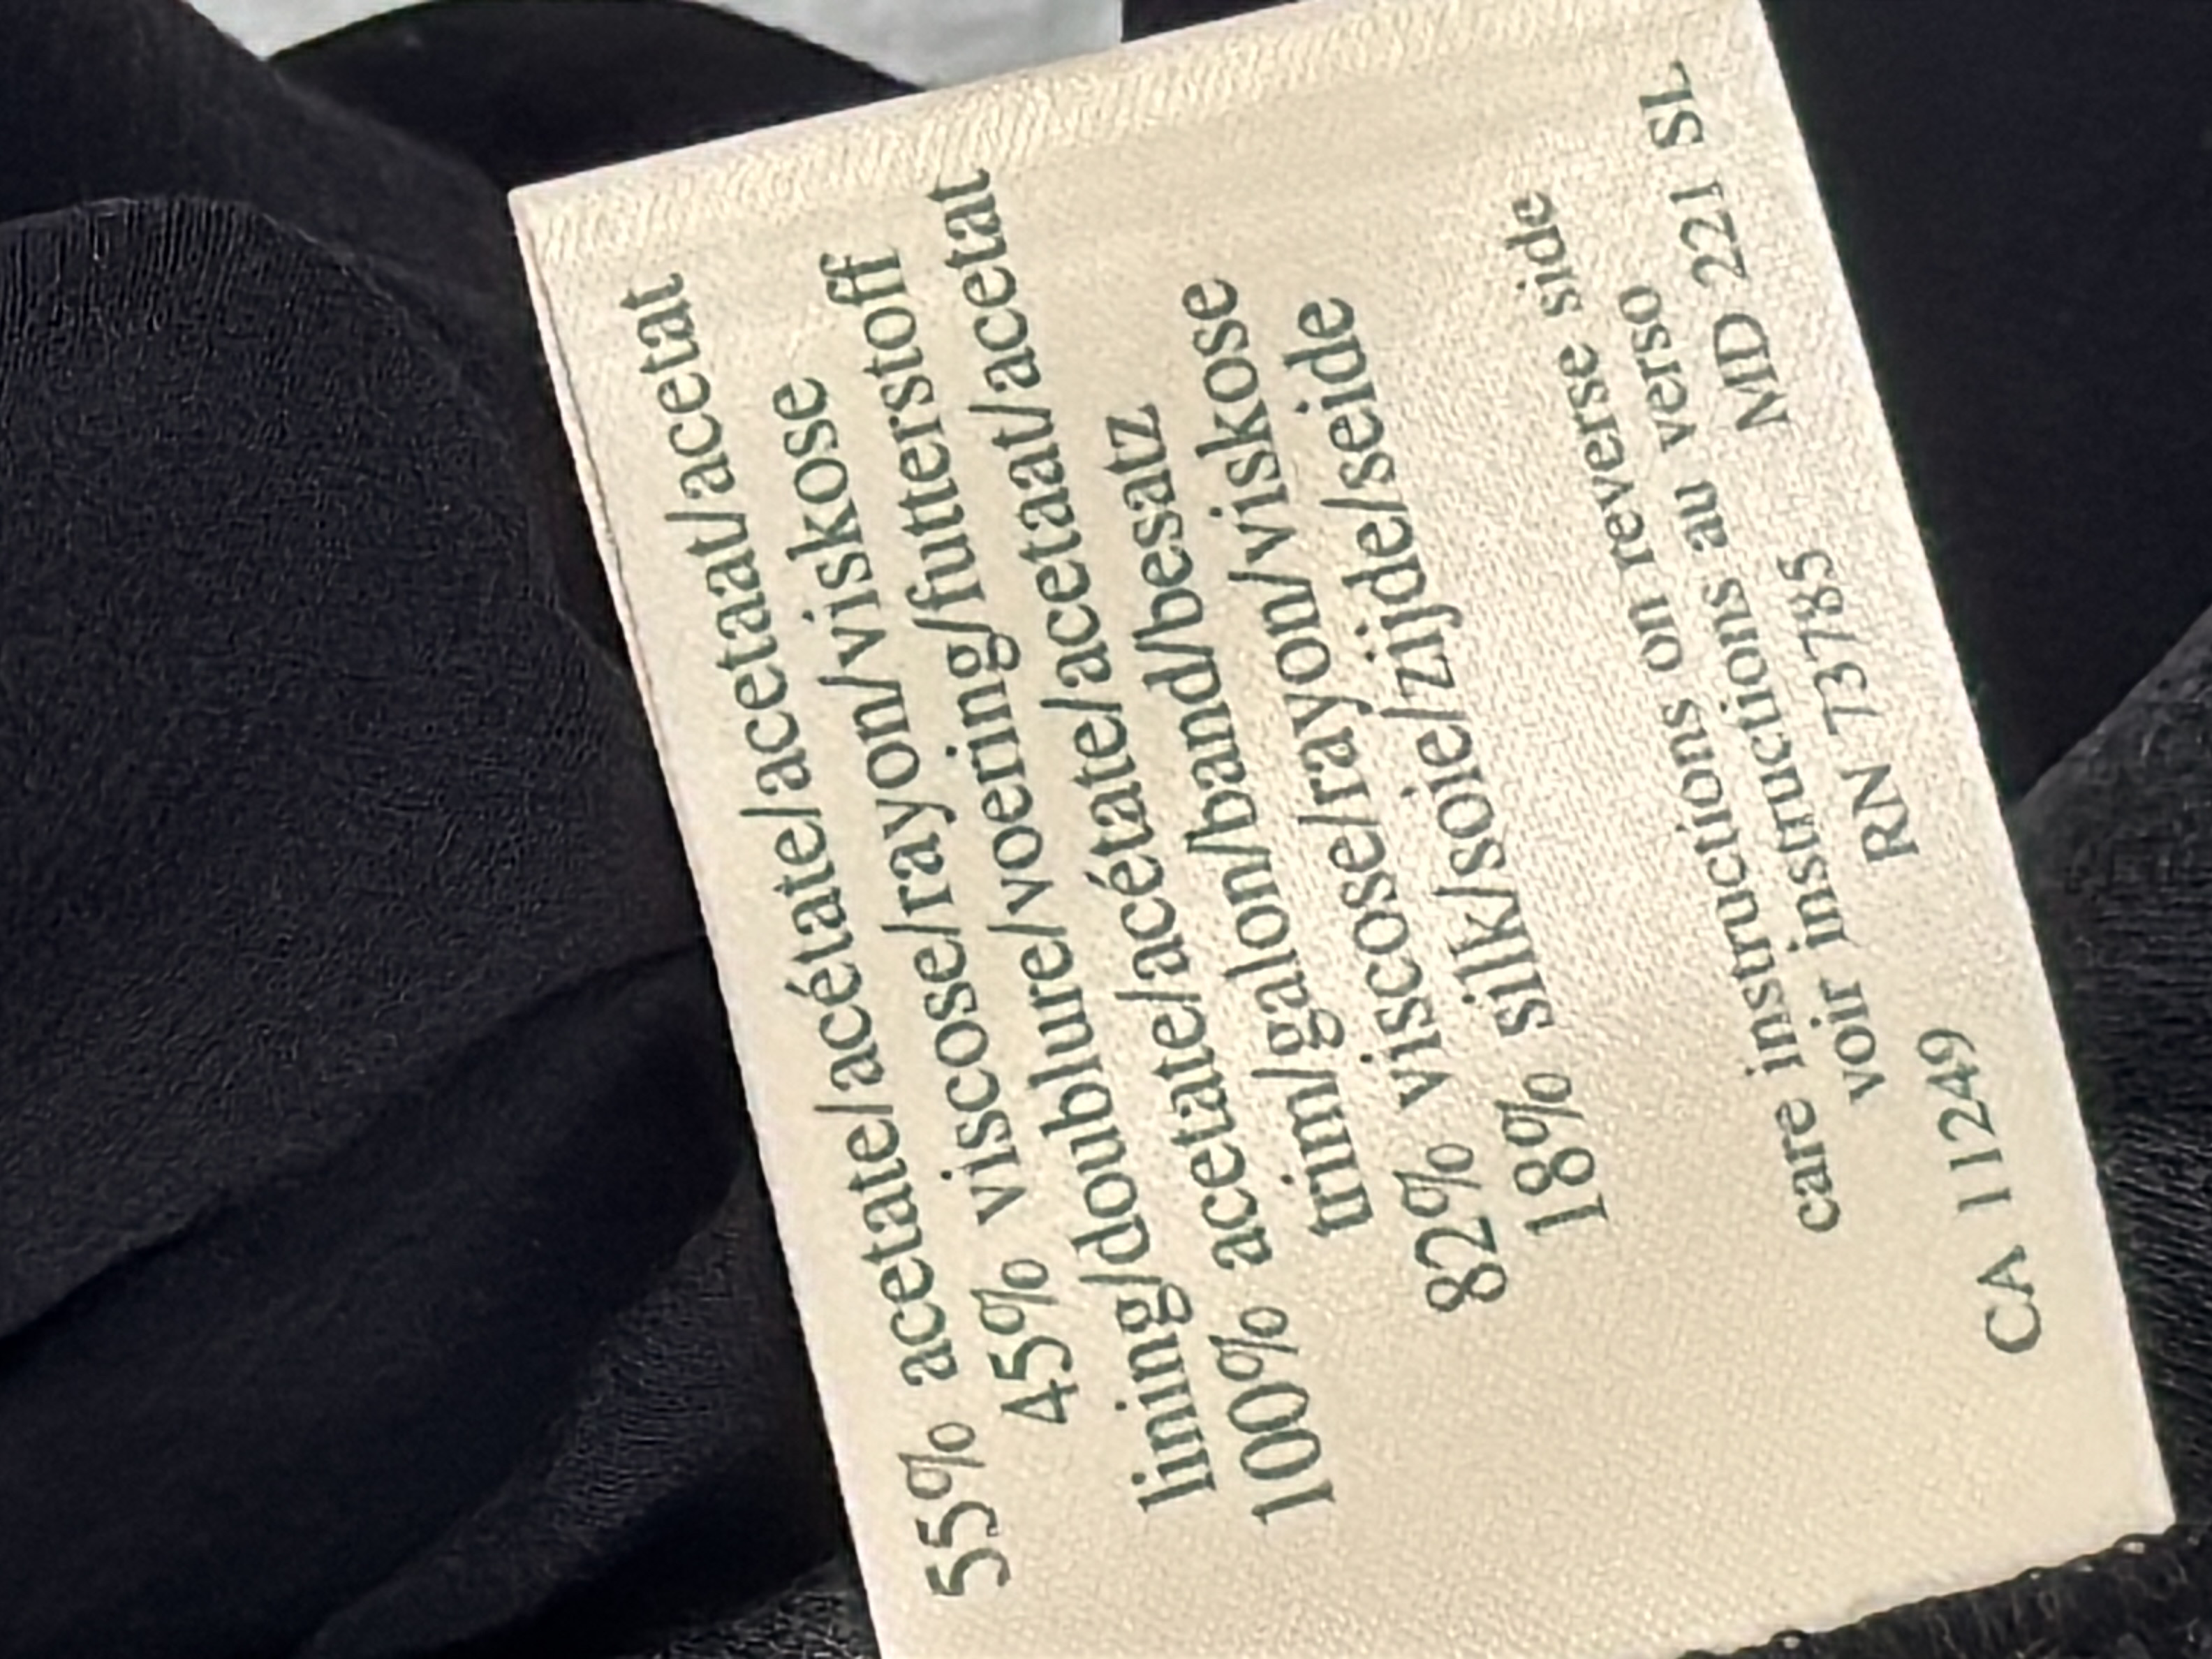 55% acetate/acétate/acetaat/acetat
45% viscose/rayon/viskose
lining/doublure/voering/futterstoff
100% acetate/acétate/acetaat/acetat
trim/galon/band/besatz
82% viscose/rayon/viskose
18% silk/soie/zijde/seide
care instructions on reverse side
voir instructions au verso
CA 11249 RN 73785 MD 221 SL